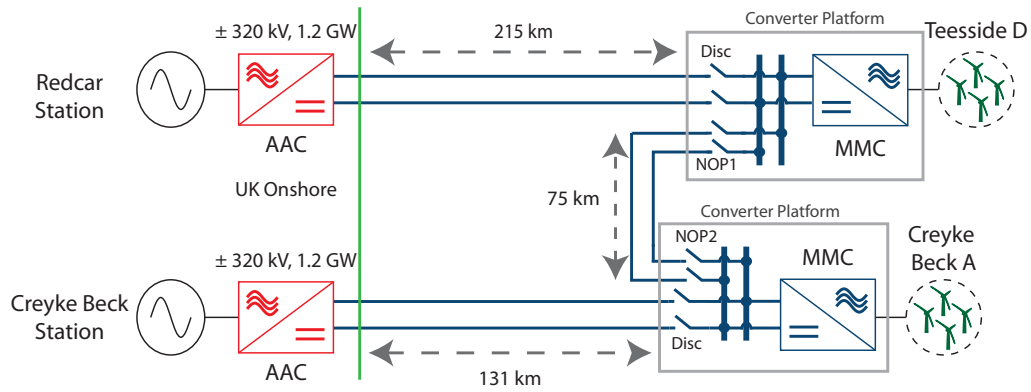 ± 320 kV, 1.2 GW
215 km
Converter Platform
Teesside D
Disc
Redcar
Station
AAC
MMC
NOP1
UK Onshore
75 km
Converter Platform
NOP2
MMC
Creyke
Beck A
± 320 kV, 1.2 GW
Creyke Beck
Station
Disc
AAC
131 km